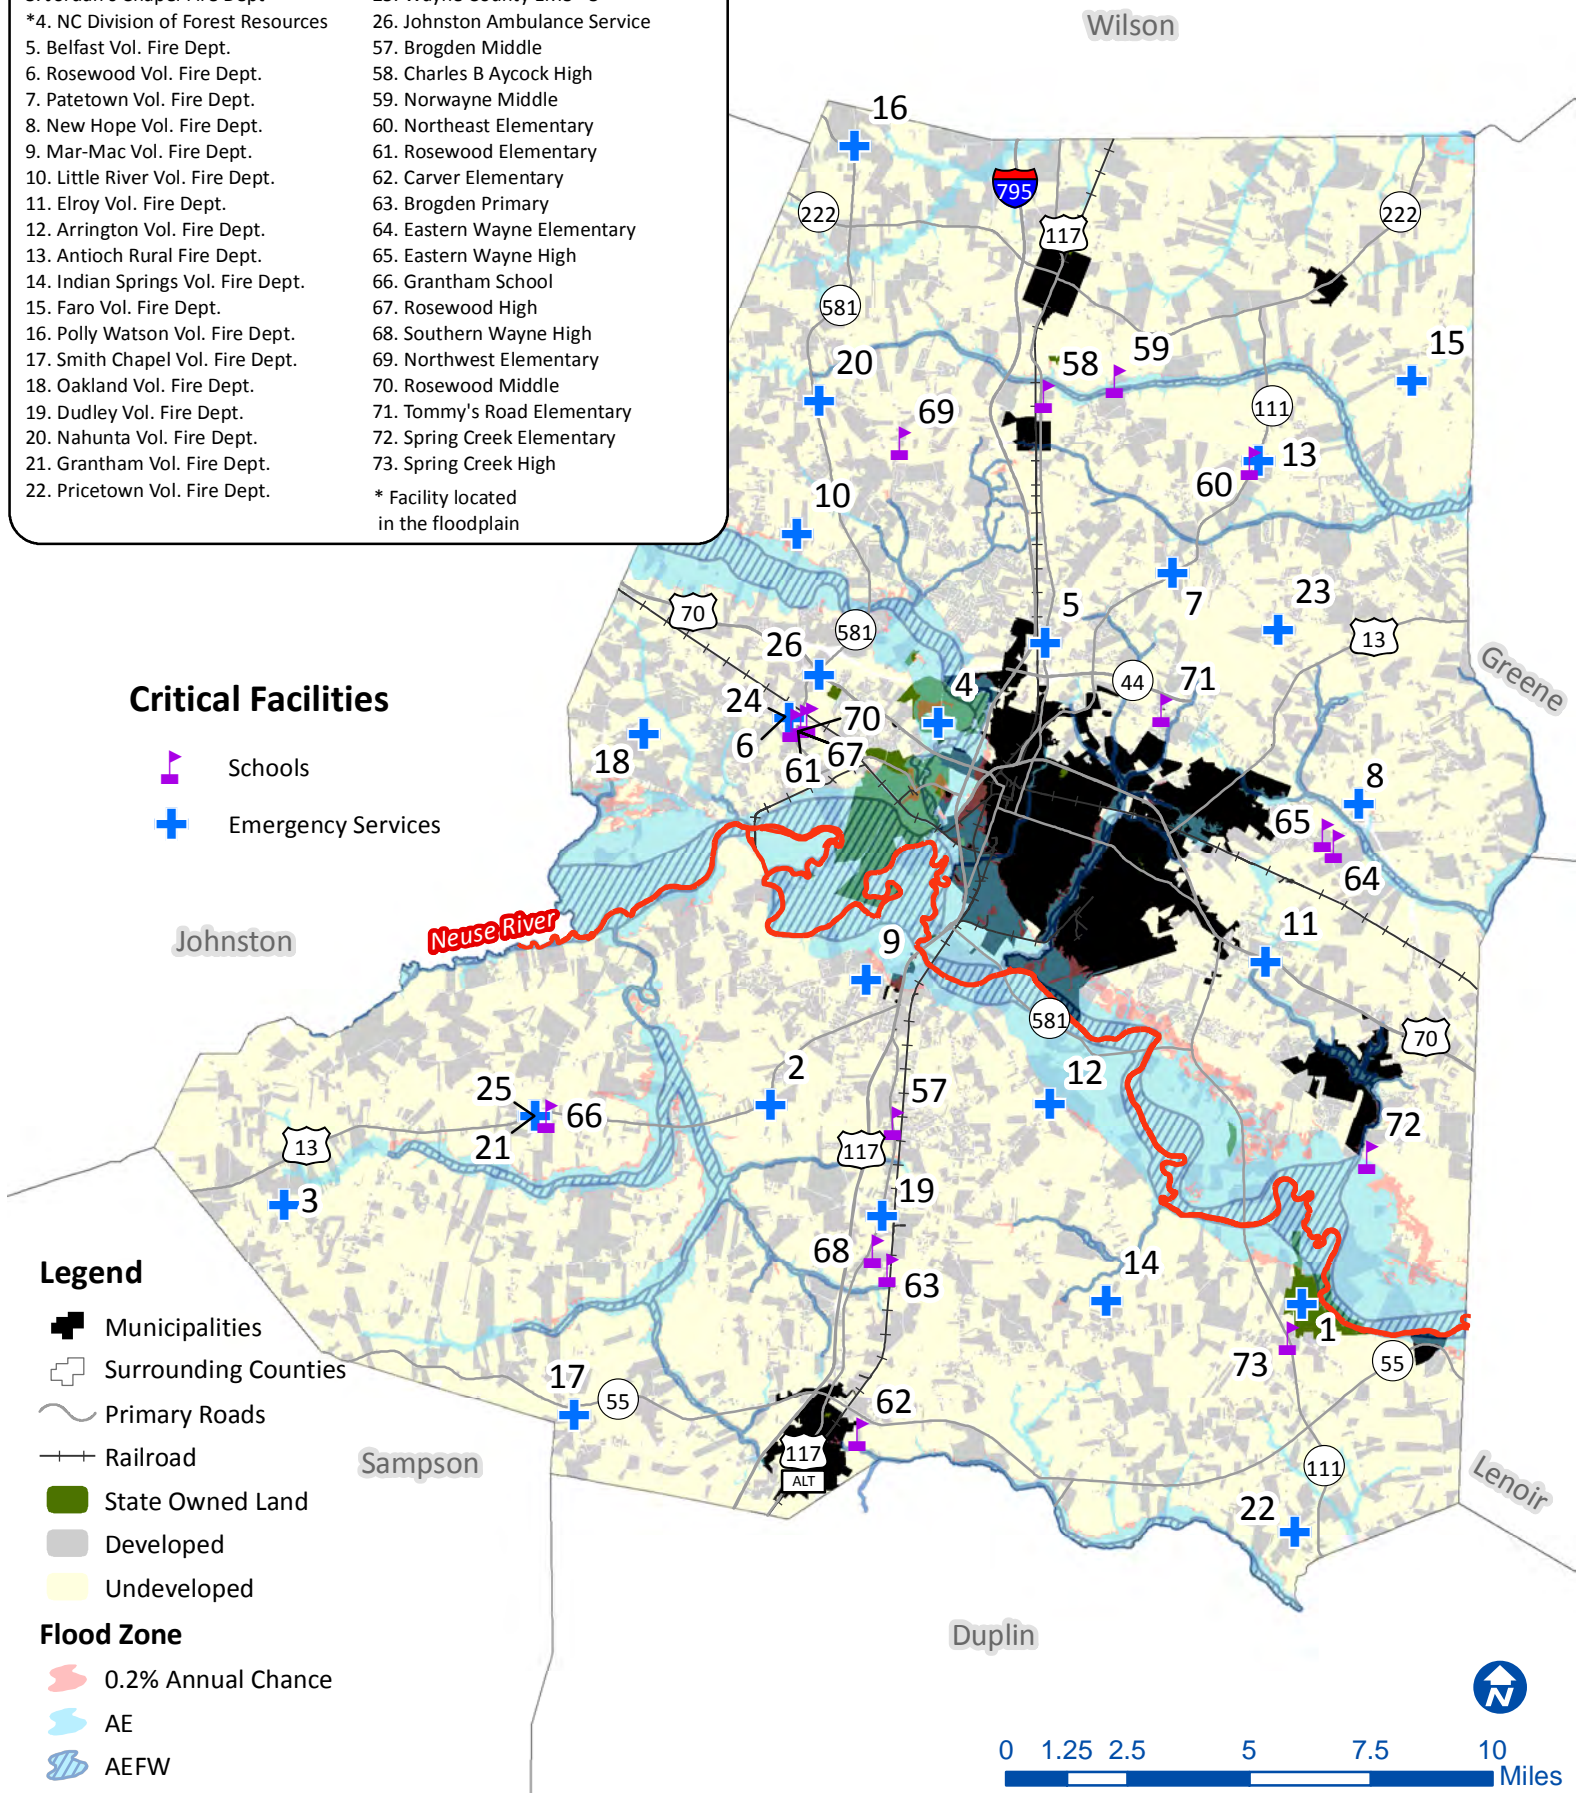 *4. NC Division of Forest Resources
5. Belfast Vol. Fire Dept.
6. Rosewood Vol. Fire Dept.
7. Patetown Vol. Fire Dept.
8. New Hope Vol. Fire Dept.
9. Mar-Mac Vol. Fire Dept.
10. Little River Vol. Fire Dept.
11. Elroy Vol. Fire Dept.
12. Arrington Vol. Fire Dept.
13. Antioch Rural Fire Dept.
14. Indian Springs Vol. Fire Dept.
15. Faro Vol. Fire Dept.
16. Polly Watson Vol. Fire Dept.
17. Smith Chapel Vol. Fire Dept.
18. Oakland Vol. Fire Dept.
19. Dudley Vol. Fire Dept.
20. Nahunta Vol. Fire Dept.
21. Grantham Vol. Fire Dept.
22. Pricetown Vol. Fire Dept.
26. Johnston Ambulance Service
57. Brogden Middle
58. Charles B Aycock High
59. Norwayne Middle
60. Northeast Elementary
61. Rosewood Elementary
62. Carver Elementary
63. Brogden Primary
64. Eastern Wayne Elementary
65. Eastern Wayne High
66. Grantham School
67. Rosewood High
68. Southern Wayne High
69. Northwest Elementary
70. Rosewood Middle
71. Tommy's Road Elementary
72. Spring Creek Elementary
73. Spring Creek High
* Facility located
in the floodplain
Wilson
16
795
222
222
117
581
59
15
58
20
111
69
13
60
10
5
7
23
70
13
581
26
Greene
44
71
4
24
70
6
67
61
18
8
65
64
Critical Facilities
Schools
Emergency Services
Neuse River
Johnston
9
11
581
70
2
12
57
25
66
21
13
117
72
3
19
68
63
14
1
73
55
17
55
62
117
ALT
Sampson
111
22
Lenoir
Duplin
Legend
Municipalities
Surrounding Counties
Primary Roads
Railroad
State Owned Land
Developed
Undeveloped
Flood Zone
0.2% Annual Chance
AE
AEFW
N
0 1.25 2.5 5 7.5 10
Miles